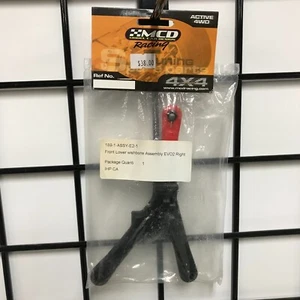 MCD
Racing
ACTIVE
4WD
$38.00
Ref No.
4X4
www.mcdracing.com
Front Lower wishbone Assembly EVO2 Right
Package Quant: 1